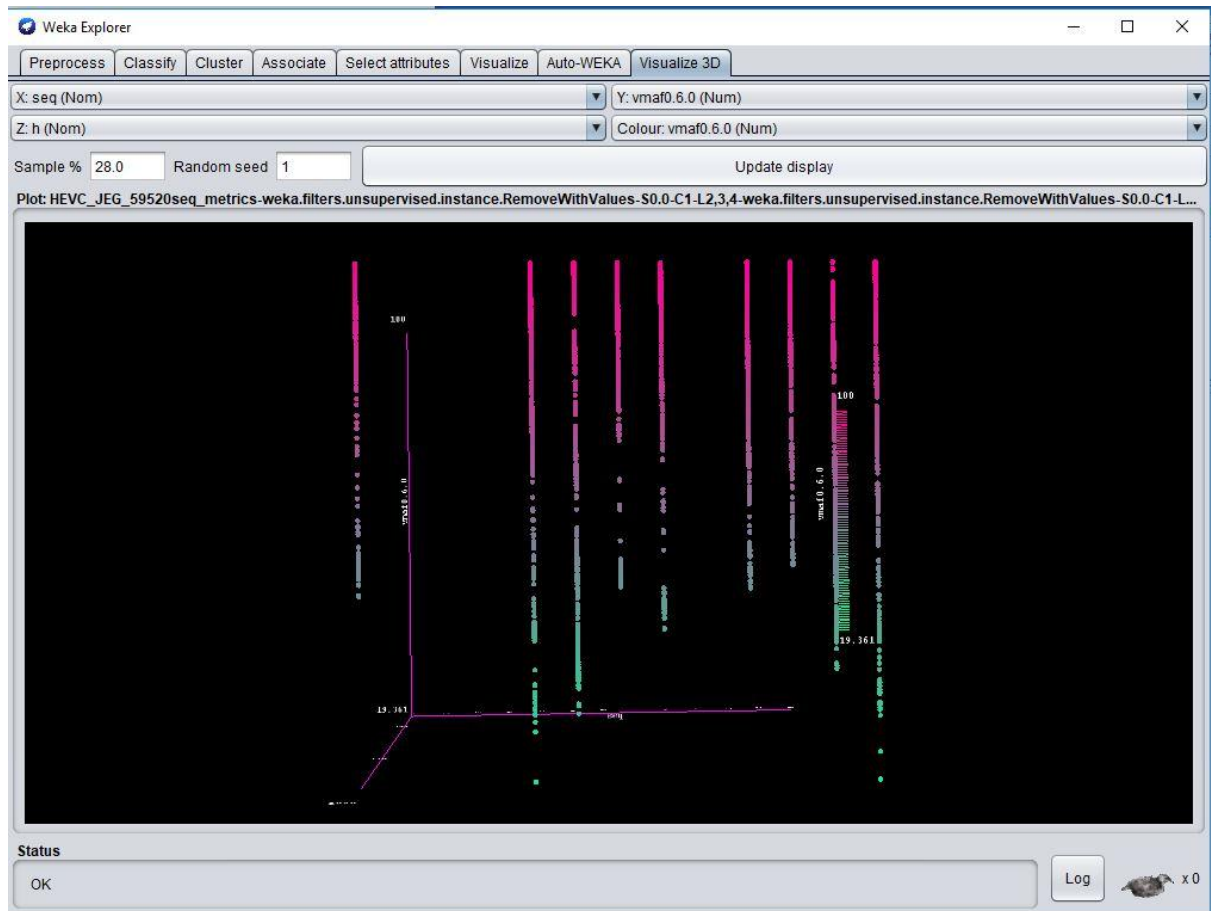 Weka Explorer
Preprocess Classify Cluster Associate Select attributes Visualize Auto-WEKA Visualize 3D
X: seq (Nom) Y: vmaf0.6.0 (Num)
Z: h (Nom) Colour: vmaf0.6.0 (Num)
Sample % 28.0 Random seed 1 Update display
Plot: HEVC_JEG_59520seq_metrics-weka.filters.unsupervised.instance.RemoveWithValues-S0.0-C1-L2,3,4-weka.filters.unsupervised.instance.RemoveWithValues-S0.0-C1-L...
100
vmaf0.6.0
19.361
100
vmaf0.6.0
19.361
Status
OK
Log x 0